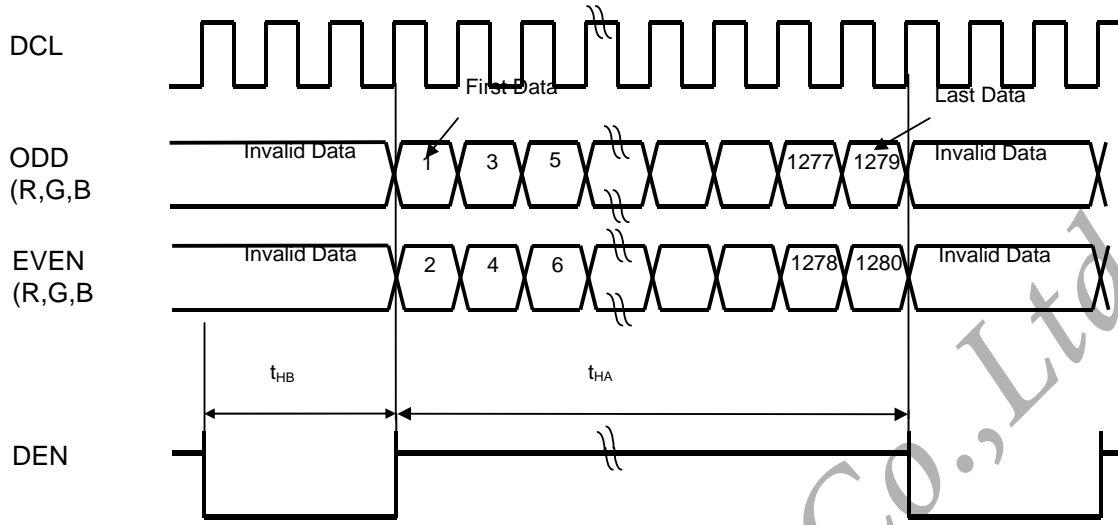 DCL
First Data
Last Data
ODD
(R,G,B
Invalid Data
1 3 5 1277 1279
Invalid Data
EVEN
(R,G,B
Invalid Data
2 4 6 1278 1280
Invalid Data
tHB
tHA
DEN
Co.,Ltd